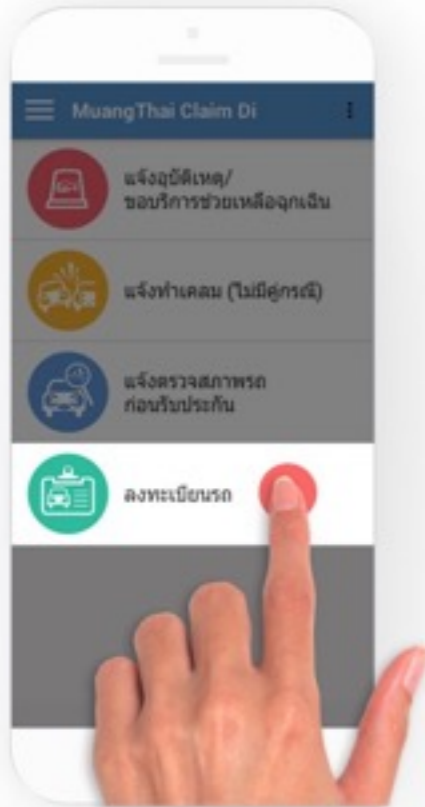 MuangThai Claim Di
แจ้งอุบัติเหตุ/
ขอบริการช่วยเหลือฉุกเฉิน
แจ้งทำเคลม (ไม่มีคู่กรณี)
แจ้งตรวจสภาพรถ
ก่อนรับประกัน
ลงทะเบียนรถ